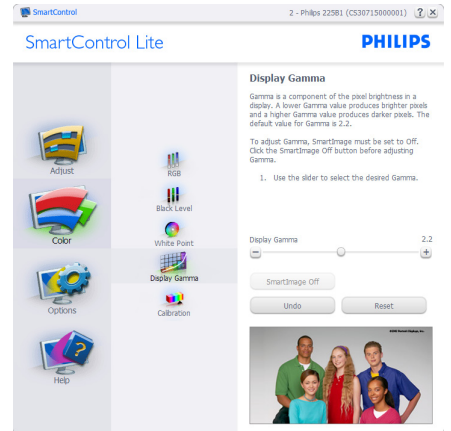 SmartControl
2 - Philips 225B1 (CS30715000001)
?
SmartControl Lite
PHILIPS
Adjust
Color
Options
Help
RGB
Black Level
White Point
Display Gamma
Calibration
Display Gamma
Gamma is a component of the pixel brightness in a
display. A lower Gamma value produces brighter pixels
and a higher Gamma value produces darker pixels. The
default value for Gamma is 2.2.
To adjust Gamma, SmartImage must be set to Off.
Click the SmartImage Off button before adjusting
Gamma.
1. Use the slider to select the desired Gamma.
Display Gamma 2.2
SmartImage Off
Undo Reset